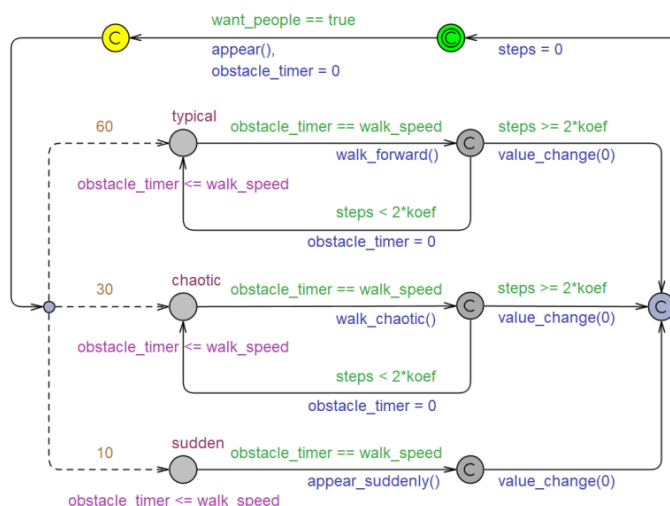 want_people == true
C
C
appear(),
obstacle_timer = 0
steps = 0
60
typical
obstacle_timer == walk_speed
steps >= 2*koef
C
walk_forward()
value_change(0)
obstacle_timer <= walk_speed
steps < 2*koef
obstacle_timer = 0
30
chaotic
obstacle_timer == walk_speed
steps >= 2*koef
C
C
walk_chaotic()
value_change(0)
obstacle_timer <= walk_speed
steps < 2*koef
obstacle_timer = 0
10
sudden
obstacle_timer == walk_speed
C
appear_suddenly()
value_change(0)
obstacle_timer <= walk_speed